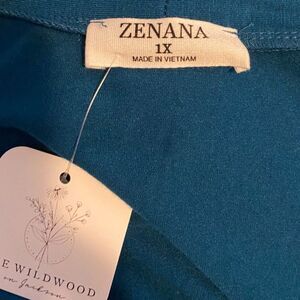 ZENANA
1X
MADE IN VIETNAM
E WILDWOOD
on Jackson